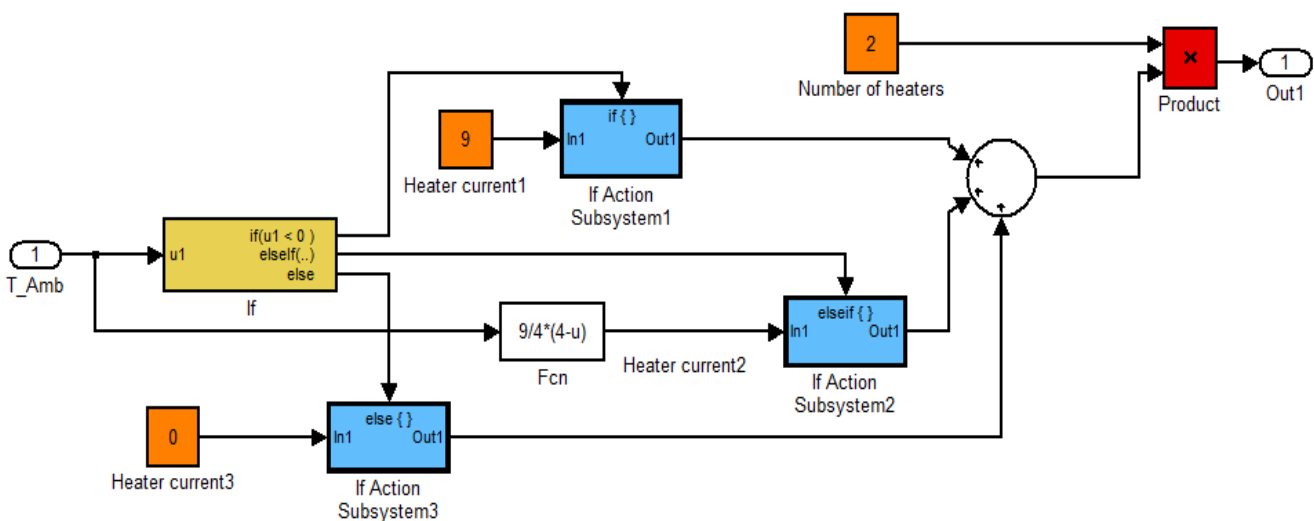 2
Number of heaters
×
Product
1
Out1
if { }
In1
Out1
If Action
Subsystem1
9
Heater current1
+
+
+
1
T_Amb
u1
if(u1 < 0 )
elseif(..)
else
If
9/4*(4-u)
Fcn
Heater current2
elseif { }
In1
Out1
If Action
Subsystem2
0
Heater current3
else { }
In1
Out1
If Action
Subsystem3